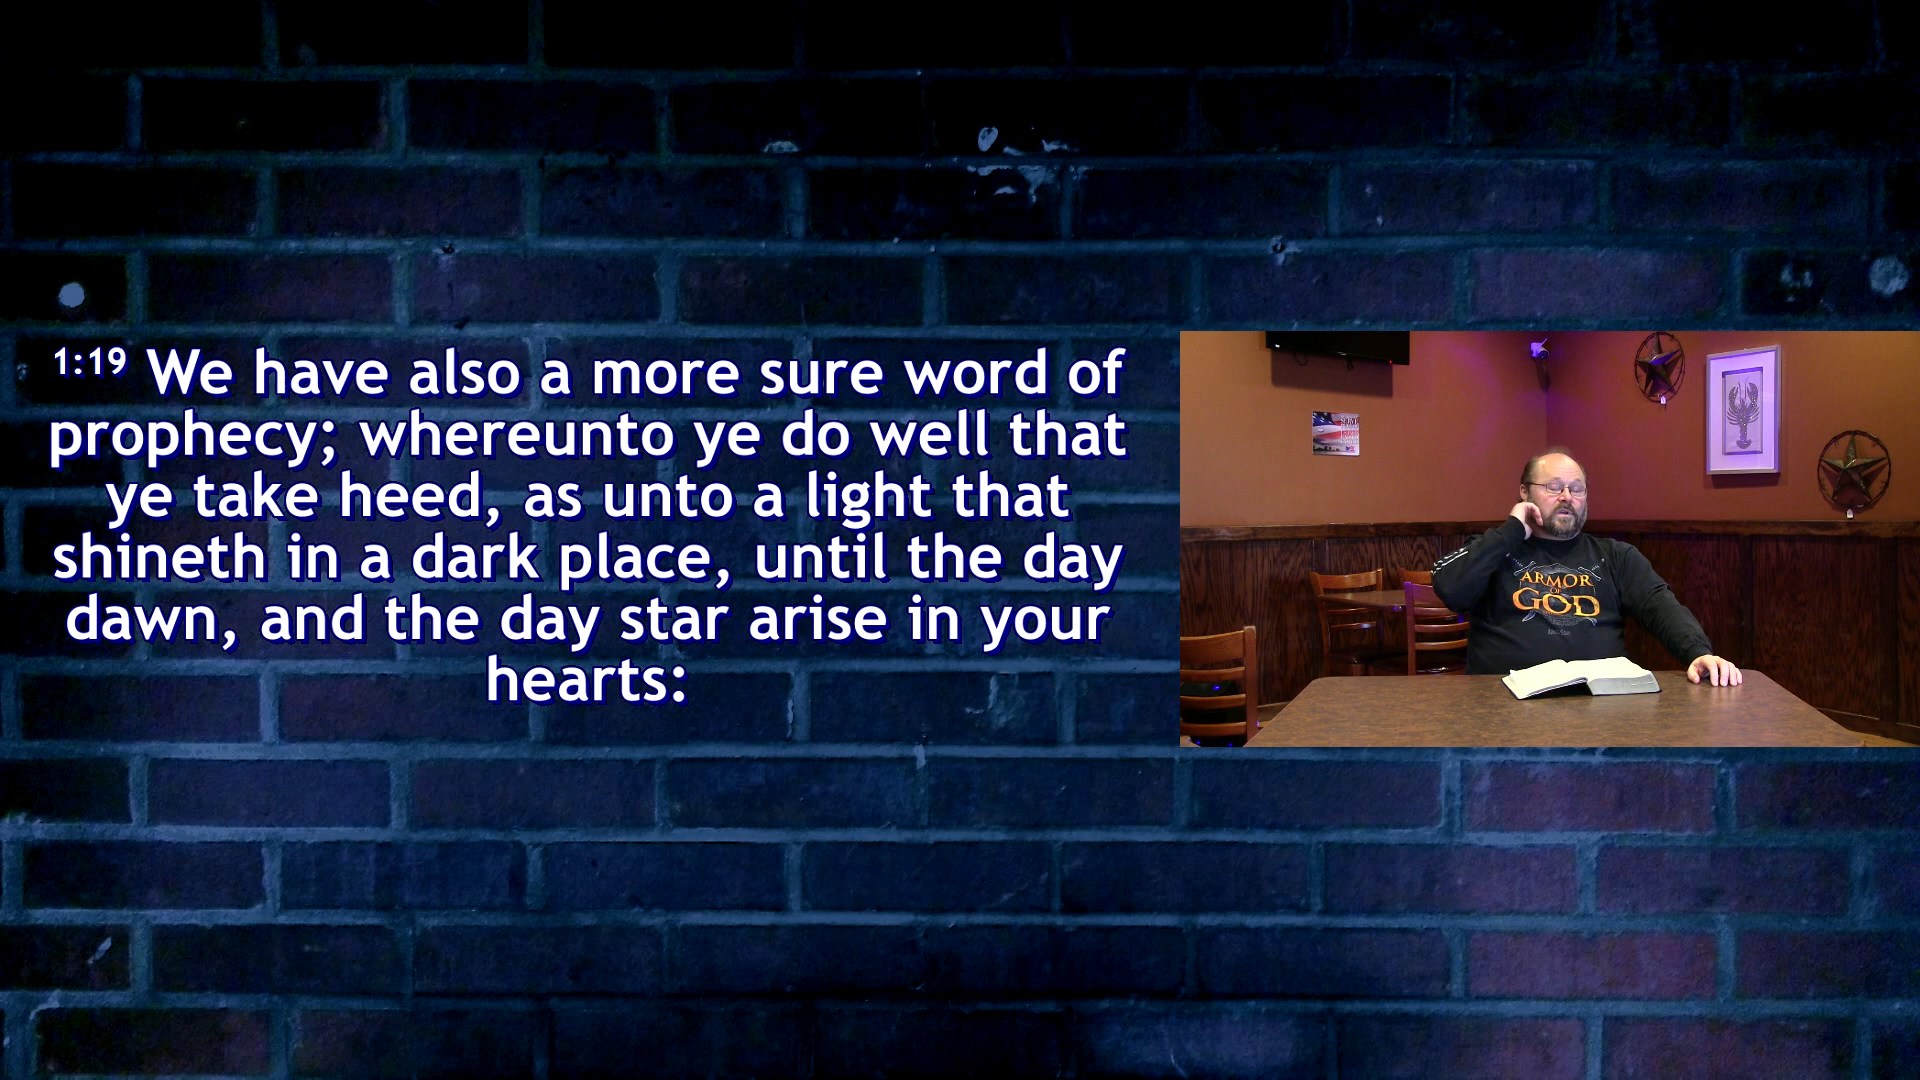 1:19 We have also a more sure word of
prophecy; whereunto ye do well that
ye take heed, as unto a light that
shineth in a dark place, until the day
dawn, and the day star arise in your
hearts:
ARMOR
OF
GOD